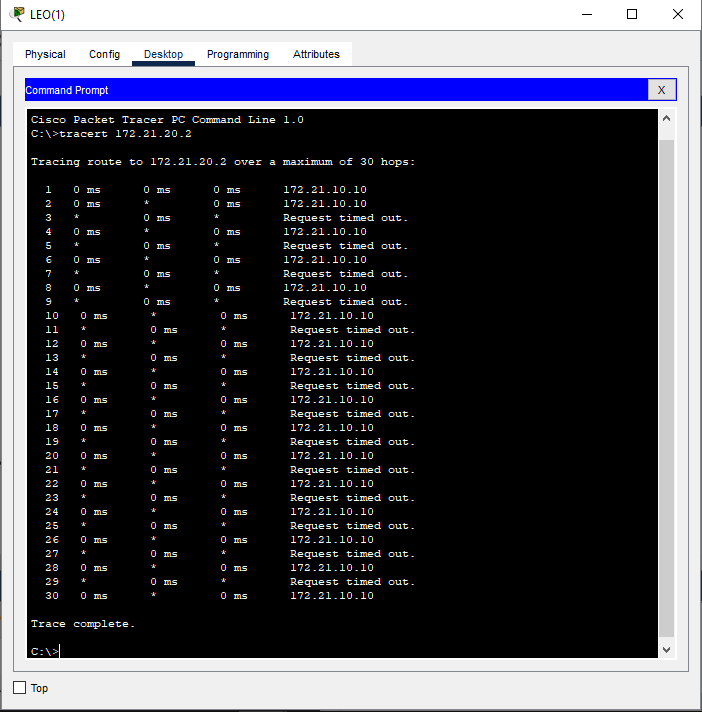 LEO(1)
Physical Config Desktop Programming Attributes
Command Prompt X
Cisco Packet Tracer PC Command Line 1.0
C:\>tracert 172.21.20.2
Tracing route to 172.21.20.2 over a maximum of 30 hops:
1 0 ms 0 ms 0 ms 172.21.10.10
2 0 ms * 0 ms 172.21.10.10
3 * 0 ms * Request timed out.
4 0 ms * 0 ms 172.21.10.10
5 * 0 ms * Request timed out.
6 0 ms * 0 ms 172.21.10.10
7 * 0 ms * Request timed out.
8 0 ms * 0 ms 172.21.10.10
9 * 0 ms * Request timed out.
10 0 ms * 0 ms 172.21.10.10
11 * 0 ms * Request timed out.
12 0 ms * 0 ms 172.21.10.10
13 * 0 ms * Request timed out.
14 0 ms * 0 ms 172.21.10.10
15 * 0 ms * Request timed out.
16 0 ms * 0 ms 172.21.10.10
17 * 0 ms * Request timed out.
18 0 ms * 0 ms 172.21.10.10
19 * 0 ms * Request timed out.
20 0 ms * 0 ms 172.21.10.10
21 * 0 ms * Request timed out.
22 0 ms * 0 ms 172.21.10.10
23 * 0 ms * Request timed out.
24 0 ms * 0 ms 172.21.10.10
25 * 0 ms * Request timed out.
26 0 ms * 0 ms 172.21.10.10
27 * 0 ms * Request timed out.
28 0 ms * 0 ms 172.21.10.10
29 * 0 ms * Request timed out.
30 0 ms * 0 ms 172.21.10.10
Trace complete.
C:\>
Top